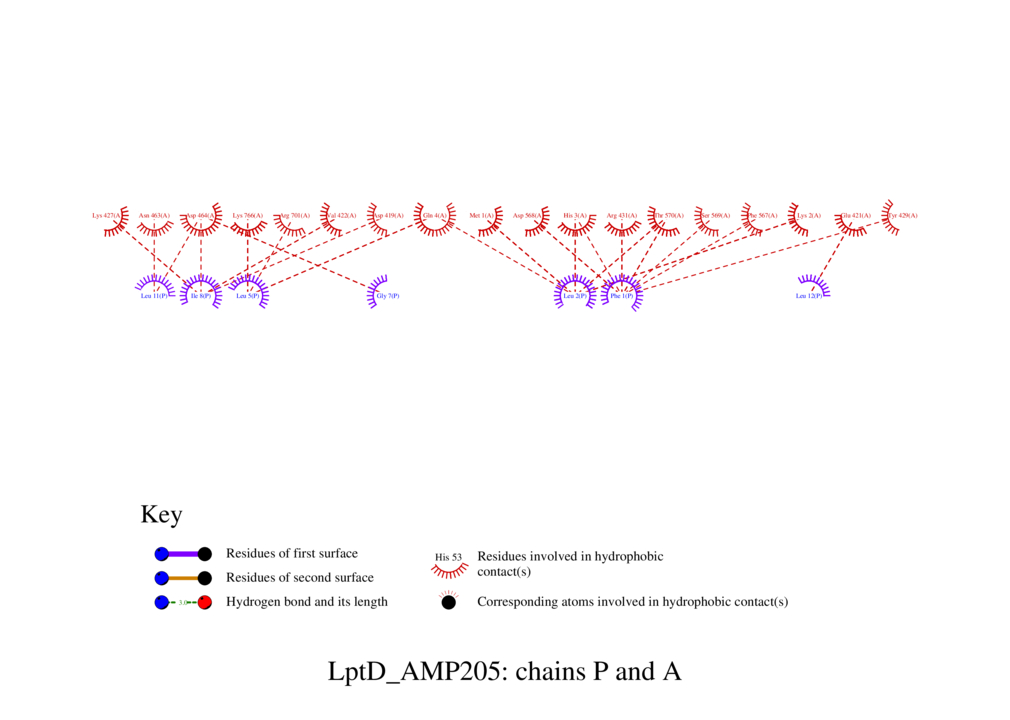 Lys 427(A) Asn 463(A) Asp 464(A) Lys 766(A) Arg 701(A) Val 422(A) Asp 419(A) Gln 4(A) Met 1(A) Asp 568(A) His 3(A) Arg 431(A) Thr 570(A) Ser 569(A) Phe 567(A) Lys 2(A) Glu 421(A) Tyr 429(A)
Leu 11(P) Ile 8(P) Leu 5(P) Gly 7(P) Leu 2(P) Phe 1(P) Leu 12(P)
Key
Residues of first surface
Residues of second surface
3.0 Hydrogen bond and its length
His 53 Residues involved in hydrophobic
contact(s)
Corresponding atoms involved in hydrophobic contact(s)
LptD_AMP205: chains P and A